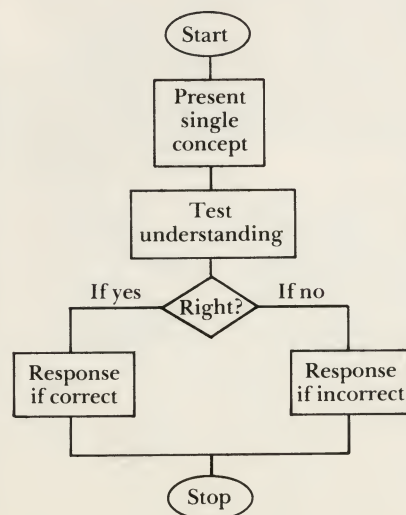 Start
Present
single
concept
Test
understanding
If yes
Right?
If no
Response
if correct
Response
if incorrect
Stop